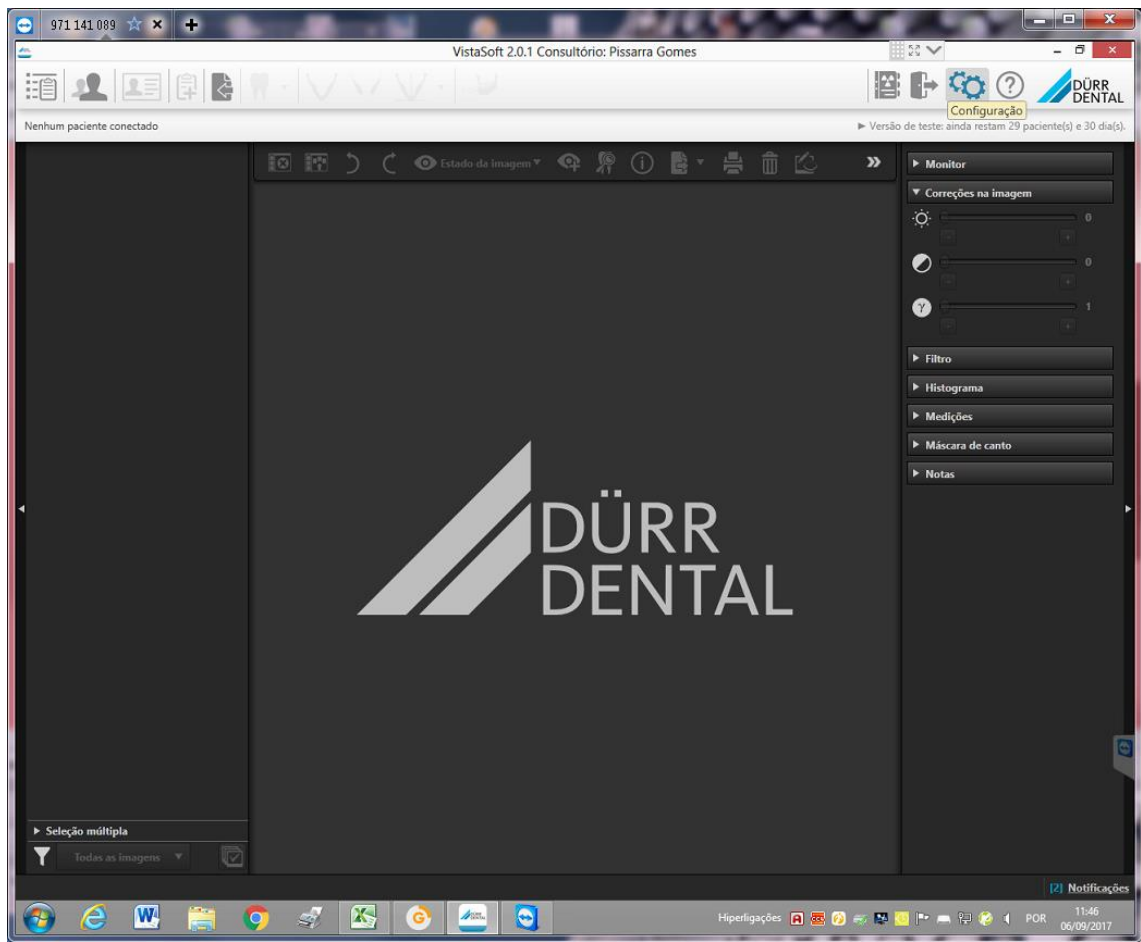 971 141 089
VistaSoft 2.0.1 Consultório: Pissarra Gomes
DÜRR
DENTAL
Configuração
Nenhum paciente conectado
Versão de teste: ainda restam 29 paciente(s) e 30 dia(s).
Estado da imagem
Monitor
Correções na imagem
0
0
γ
1
Filtro
Histograma
Medições
Máscara de canto
Notas
DÜRR
DENTAL
Seleção múltipla
Todas as imagens
[2] Notificações
Hiperligações
POR
11:46
06/09/2017